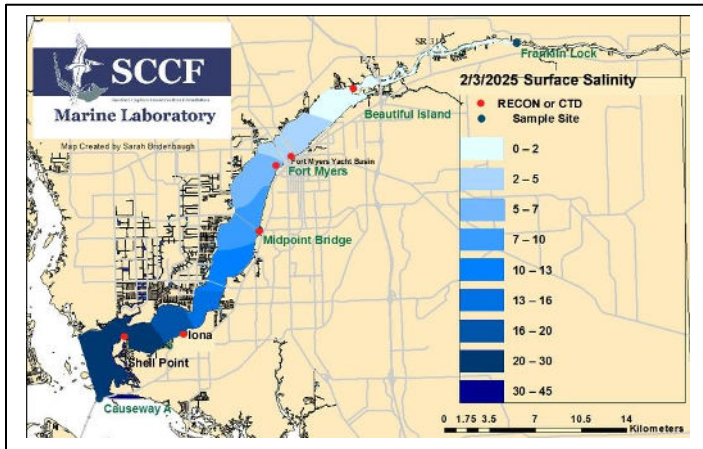 SCCF
Marine Laboratory
Map Created by Sarah Bridenbaugh
SR 31
Franklin Lock
I-75
2/3/2025 Surface Salinity
RECON or CTD
Sample Site
Beautiful Island
Fort Myers Yacht Basin
Fort Myers
Midpoint Bridge
Iona
Shell Point
Causeway A
0 – 2
2 – 5
5 – 7
7 – 10
10 – 13
13 – 16
16 – 20
20 – 30
30 – 45
0 1.75 3.5 7 10.5 14
Kilometers